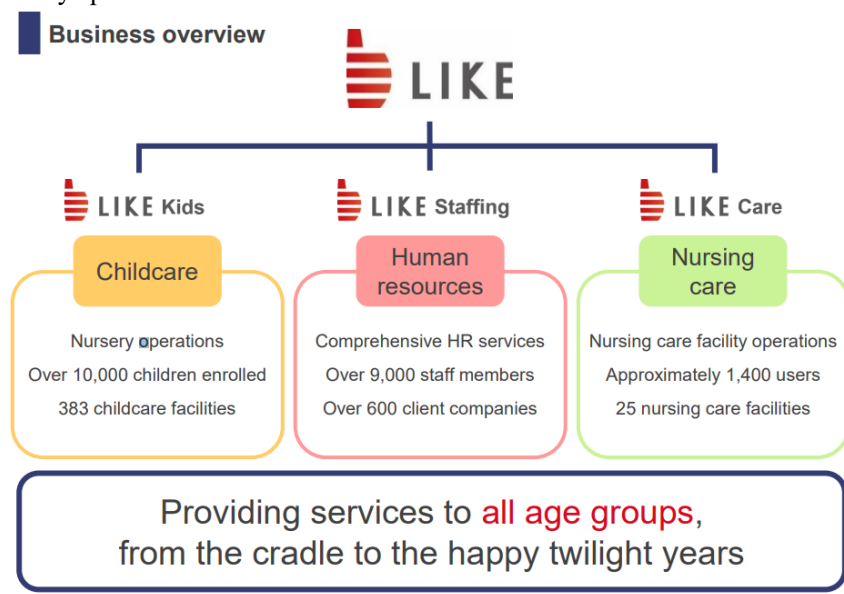 Business overview
LIKE
LIKE Kids
LIKE Staffing
LIKE Care
Childcare
Human
resources
Nursing
care
Nursery operations
Over 10,000 children enrolled
383 childcare facilities
Comprehensive HR services
Over 9,000 staff members
Over 600 client companies
Nursing care facility operations
Approximately 1,400 users
25 nursing care facilities
Providing services to all age groups,
from the cradle to the happy twilight years